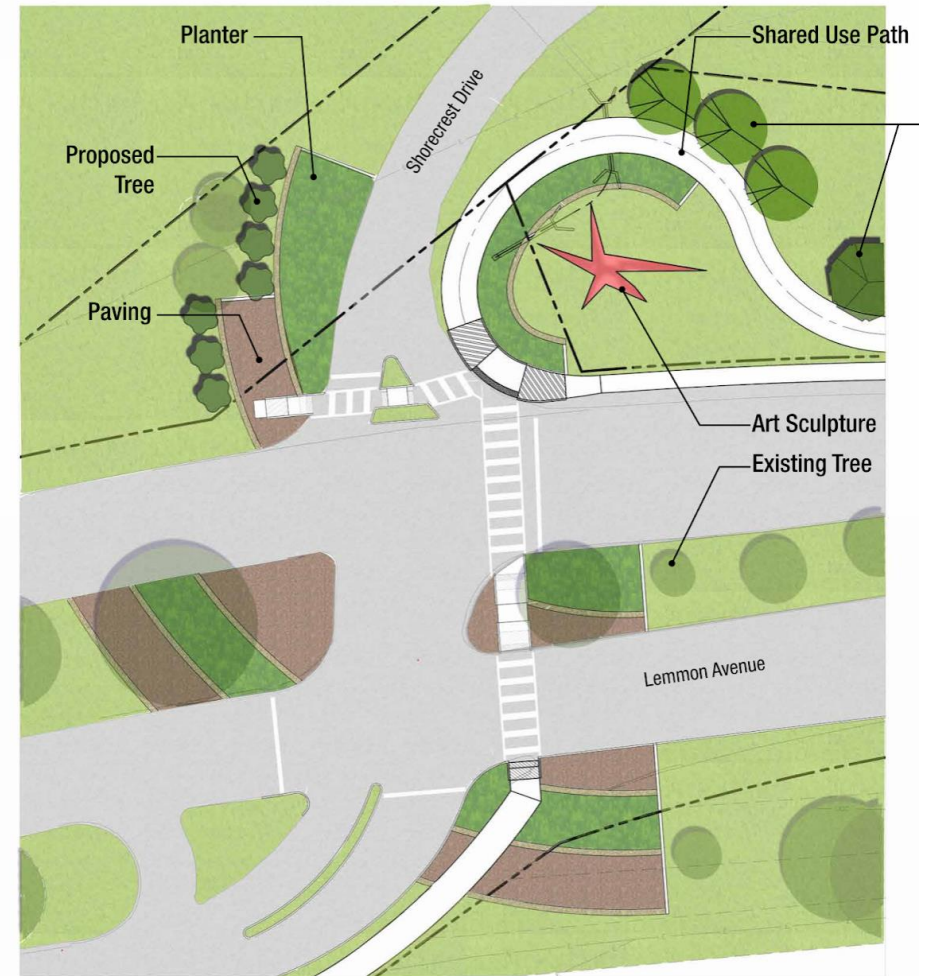 Planter
Shared Use Path
Shorecrest Drive
Proposed
Tree
Paving
Art Sculpture
Existing Tree
Lemmon Avenue